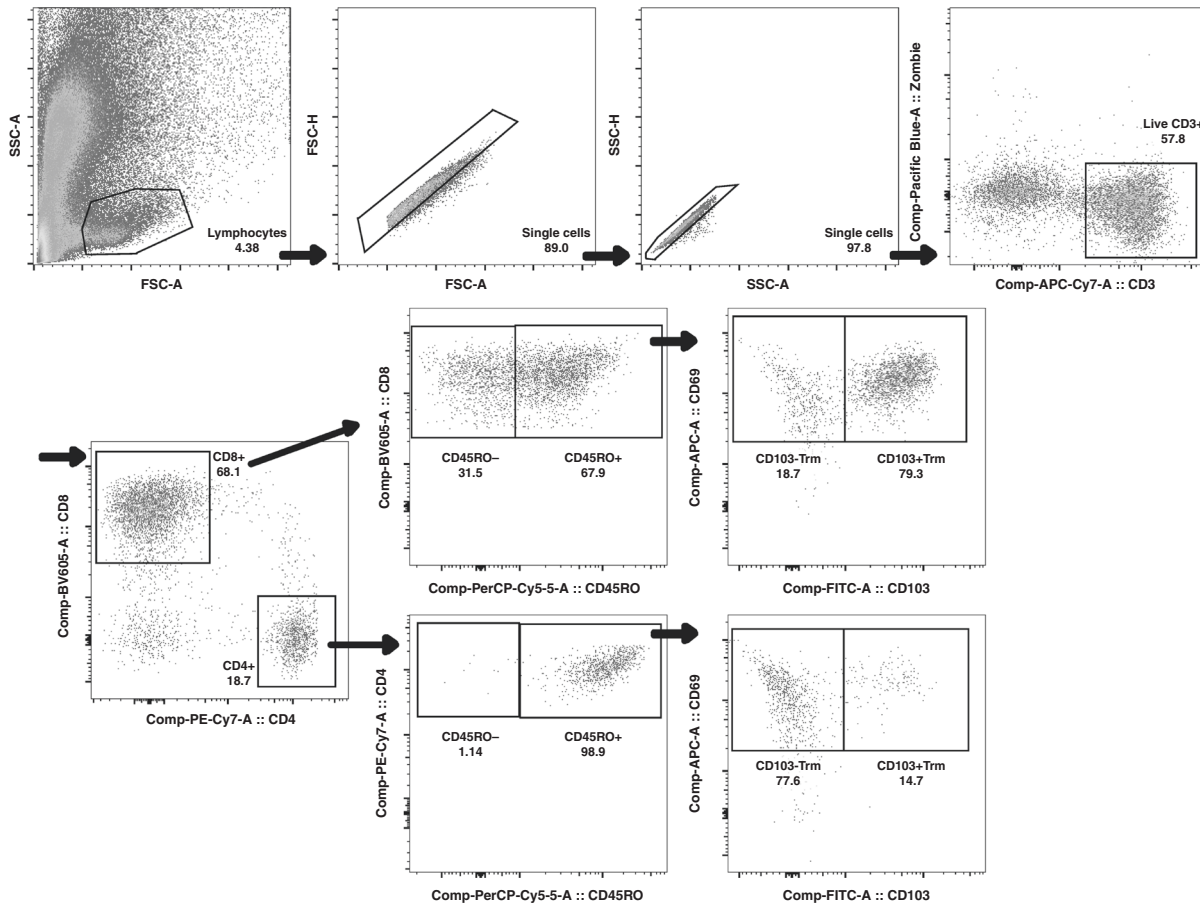 SSC-A
Lymphocytes
4.38
FSC-A
FSC-H
Single cells
89.0
FSC-A
SSC-H
Single cells
97.8
SSC-A
Comp-Pacific Blue-A :: Zombie
Live CD3+
57.8
Comp-APC-Cy7-A :: CD3
Comp-BV605-A :: CD8
CD8+
68.1
CD4+
18.7
Comp-PE-Cy7-A :: CD4
Comp-BV605-A :: CD8
CD45RO–
31.5
CD45RO+
67.9
Comp-PerCP-Cy5-5-A :: CD45RO
Comp-APC-A :: CD69
CD103-Trm
18.7
CD103+Trm
79.3
Comp-FITC-A :: CD103
Comp-PE-Cy7-A :: CD4
CD45RO–
1.14
CD45RO+
98.9
Comp-PerCP-Cy5-5-A :: CD45RO
Comp-APC-A :: CD69
CD103-Trm
77.6
CD103+Trm
14.7
Comp-FITC-A :: CD103